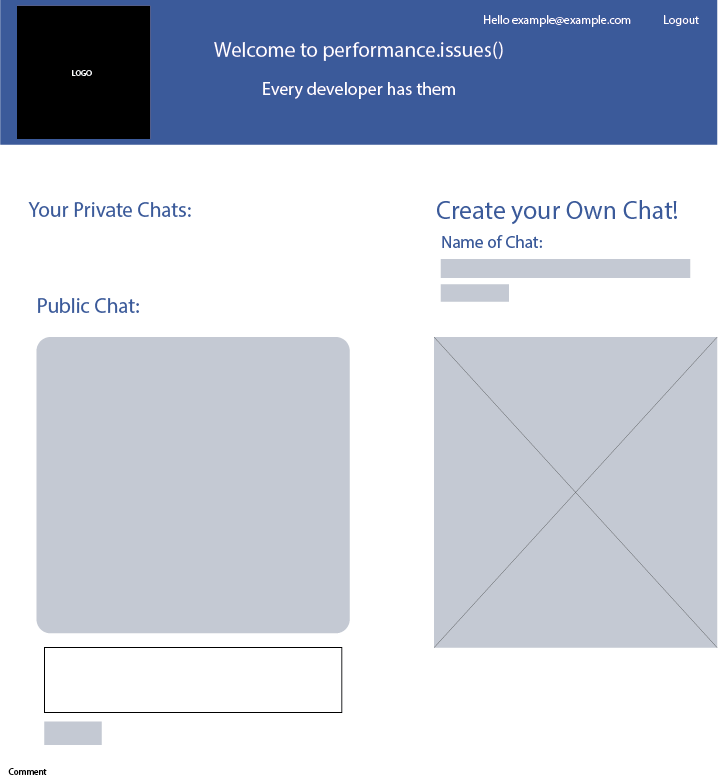 Hello example@example.com
Logout
LOGO
Welcome to performance.issues()
Every developer has them
Your Private Chats:
Create your Own Chat!
Name of Chat:
Public Chat:
Comment